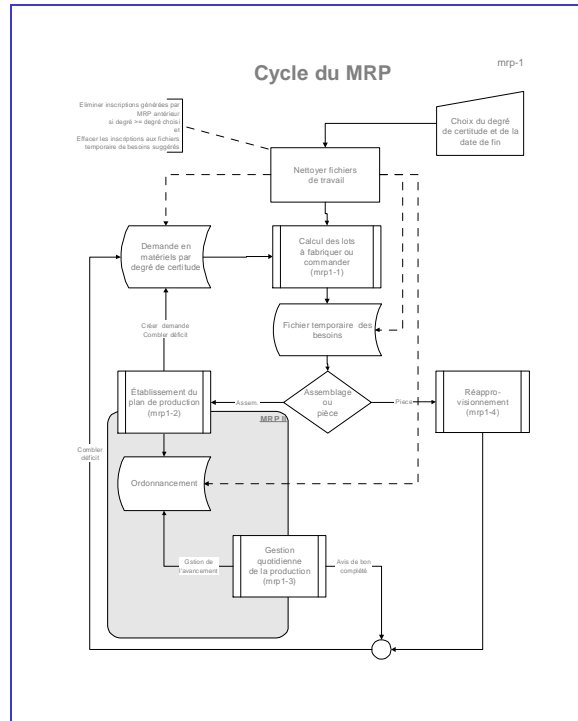 Cycle du MRP
mrp-1
Eliminer inscriptions générées par
MRP antérieur
si degré >= degré choisi
et
Effacer les inscriptions aux fichiers
temporaire de besoins suggérés
Choix du degré
de certitude et de la
date de fin
Nettoyer fichiers
de travail
Demande en
matériels par
degré de certitude
Calcul des lots
à fabriquer ou
commander
(mrp1-1)
Fichier temporaire des
besoins
Créer demande
Combler déficit
Assemblage
ou
pièce
Assem.
Piece
Établissement du
plan de production
(mrp1-2)
Réappro-
visionnement
(mrp1-4)
MRP II
Combler
déficit
Ordonnancement
Gstion de
l'avancement
Gestion
quotidienne
de la production
(mrp1-3)
Avis de bon
complété